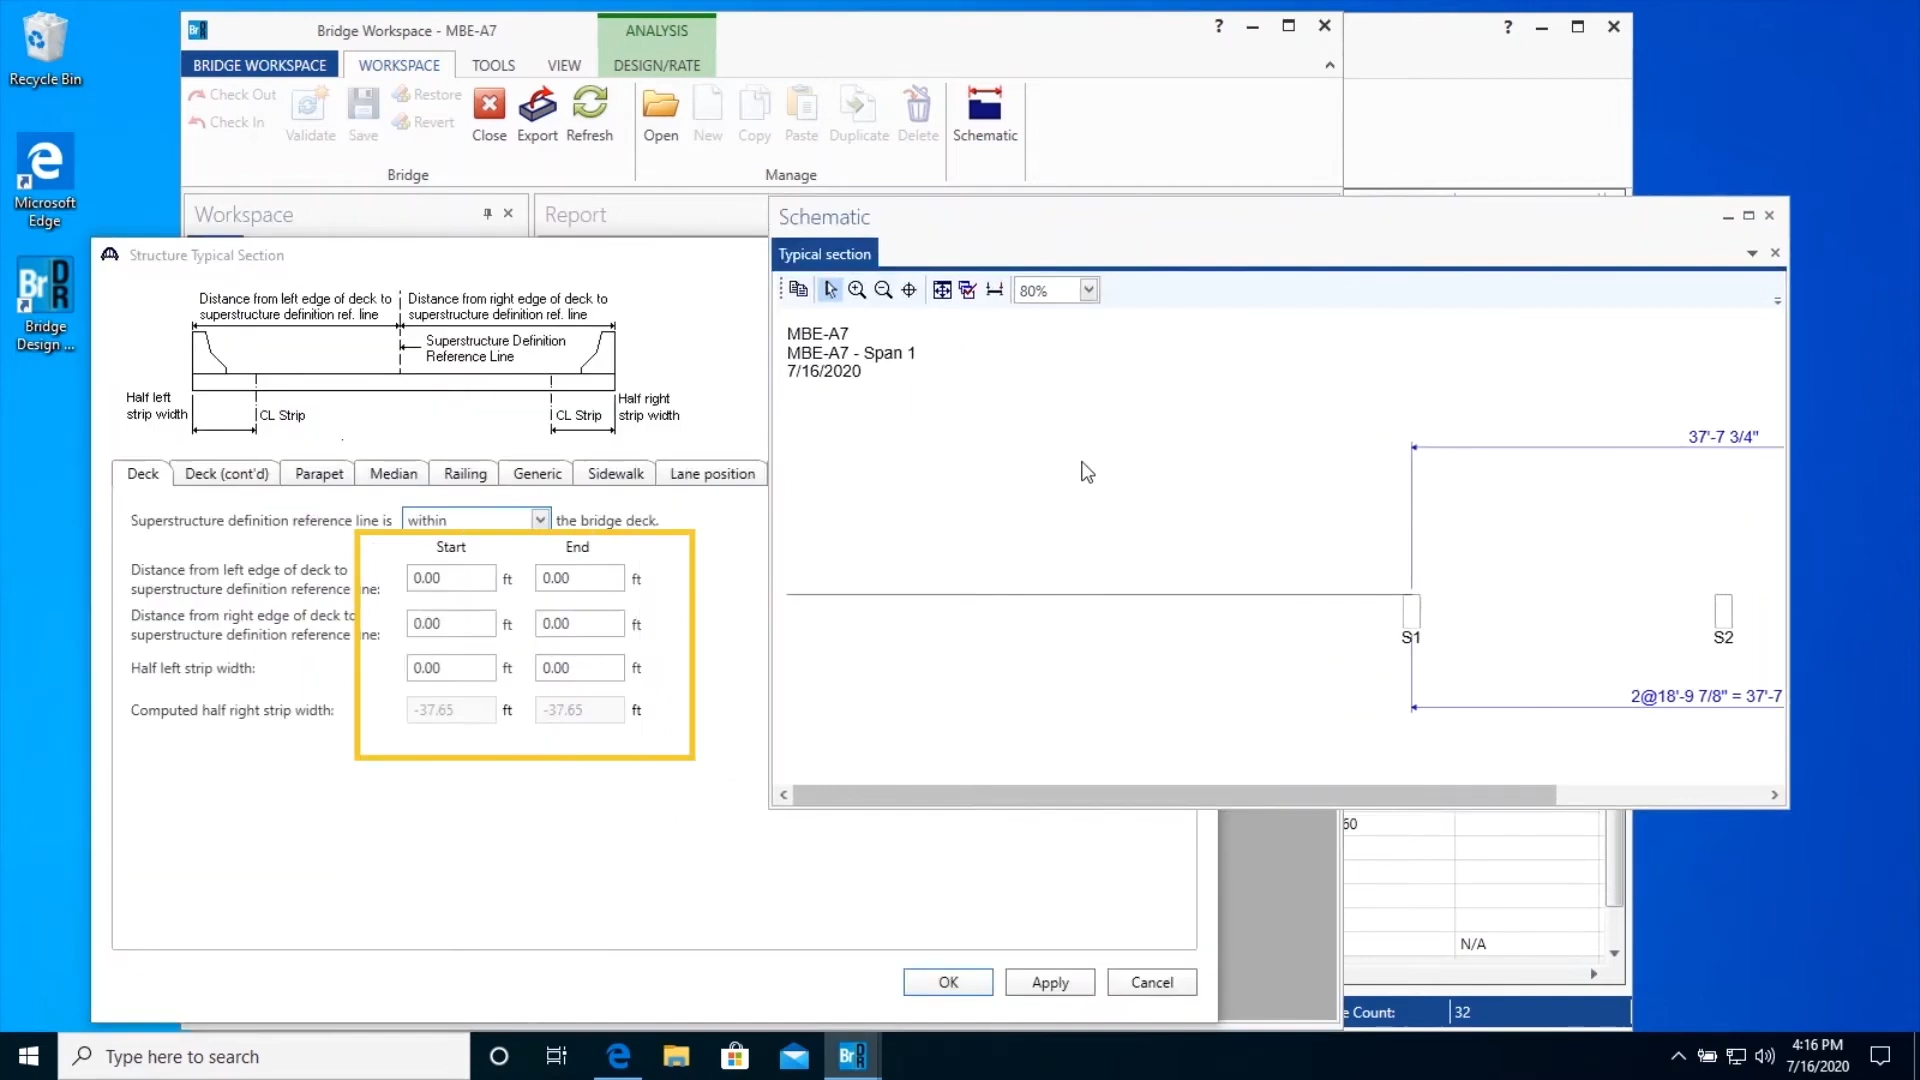 Recycle Bin
Microsoft
Edge
Bridge
Design ...
Bridge Workspace - MBE-A7
ANALYSIS
BRIDGE WORKSPACE
WORKSPACE
TOOLS
VIEW
DESIGN/RATE
Check Out
Check In
Validate
Save
Restore
Revert
Close
Export
Refresh
Bridge
Open
New
Copy
Paste
Duplicate
Delete
Manage
Schematic
Workspace
Report
Structure Typical Section
Distance from left edge of deck to
superstructure definition ref. line
Distance from right edge of deck to
superstructure definition ref. line
Superstructure Definition
Reference Line
Half left
strip width
CL Strip
CL Strip
Half right
strip width
Deck
Deck (cont'd)
Parapet
Median
Railing
Generic
Sidewalk
Lane position
Superstructure definition reference line is within the bridge deck.
Start End
Distance from left edge of deck to
superstructure definition reference ne: 0.00 ft 0.00 ft
Distance from right edge of deck to
superstructure definition reference ne: 0.00 ft 0.00 ft
Half left strip width: 0.00 ft 0.00 ft
Computed half right strip width: -37.65 ft -37.65 ft
OK
Apply
Cancel
Schematic
Typical section
80%
MBE-A7
MBE-A7 - Span 1
7/16/2020
37'-7 3/4"
S1
S2
2@18'-9 7/8" = 37'-7
60
N/A
e Count: 32
Type here to search
4:16 PM
7/16/2020